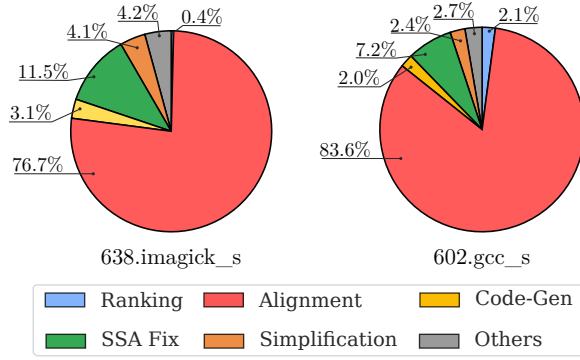 4.2% 0.4%
4.1%
11.5%
3.1%
76.7%
638.imagick_s
2.7% 2.1%
2.4%
7.2%
2.0%
83.6%
602.gcc_s
Ranking Alignment Code-Gen
SSA Fix Simplification Others